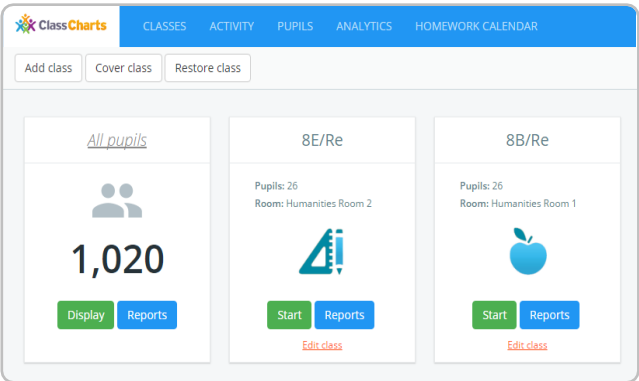 ClassCharts
CLASSES ACTIVITY PUPILS ANALYTICS HOMEWORK CALENDAR
Add class Cover class Restore class
All pupils
1,020
Display Reports
8E/Re
Pupils: 26
Room: Humanities Room 2
Start Reports
Edit class
8B/Re
Pupils: 26
Room: Humanities Room 1
Start Reports
Edit class